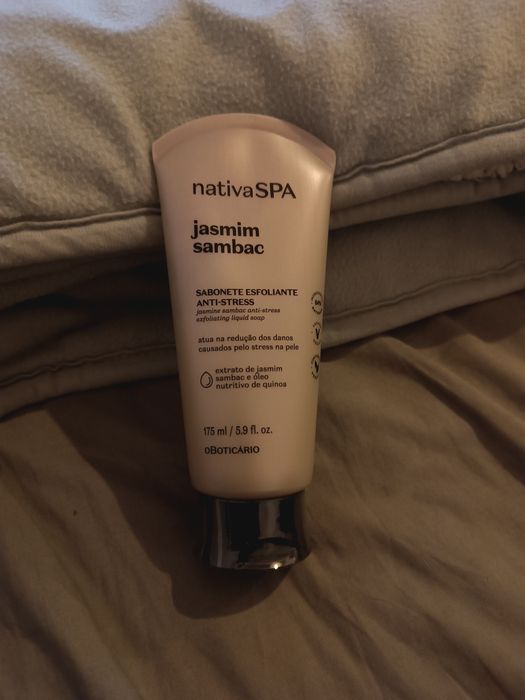 nativaSPA
jasmim
sambac
SABONETE ESFOLIANTE
ANTI-STRESS
jasmine sambac anti-stress
exfoliating liquid soap
atua na redução dos danos
causados pelo stress na pele
extrato de jasmim
sambac e óleo
nutritivo de quinoa
175 ml / 5.9 fl. oz.
oBOTICÁRIO